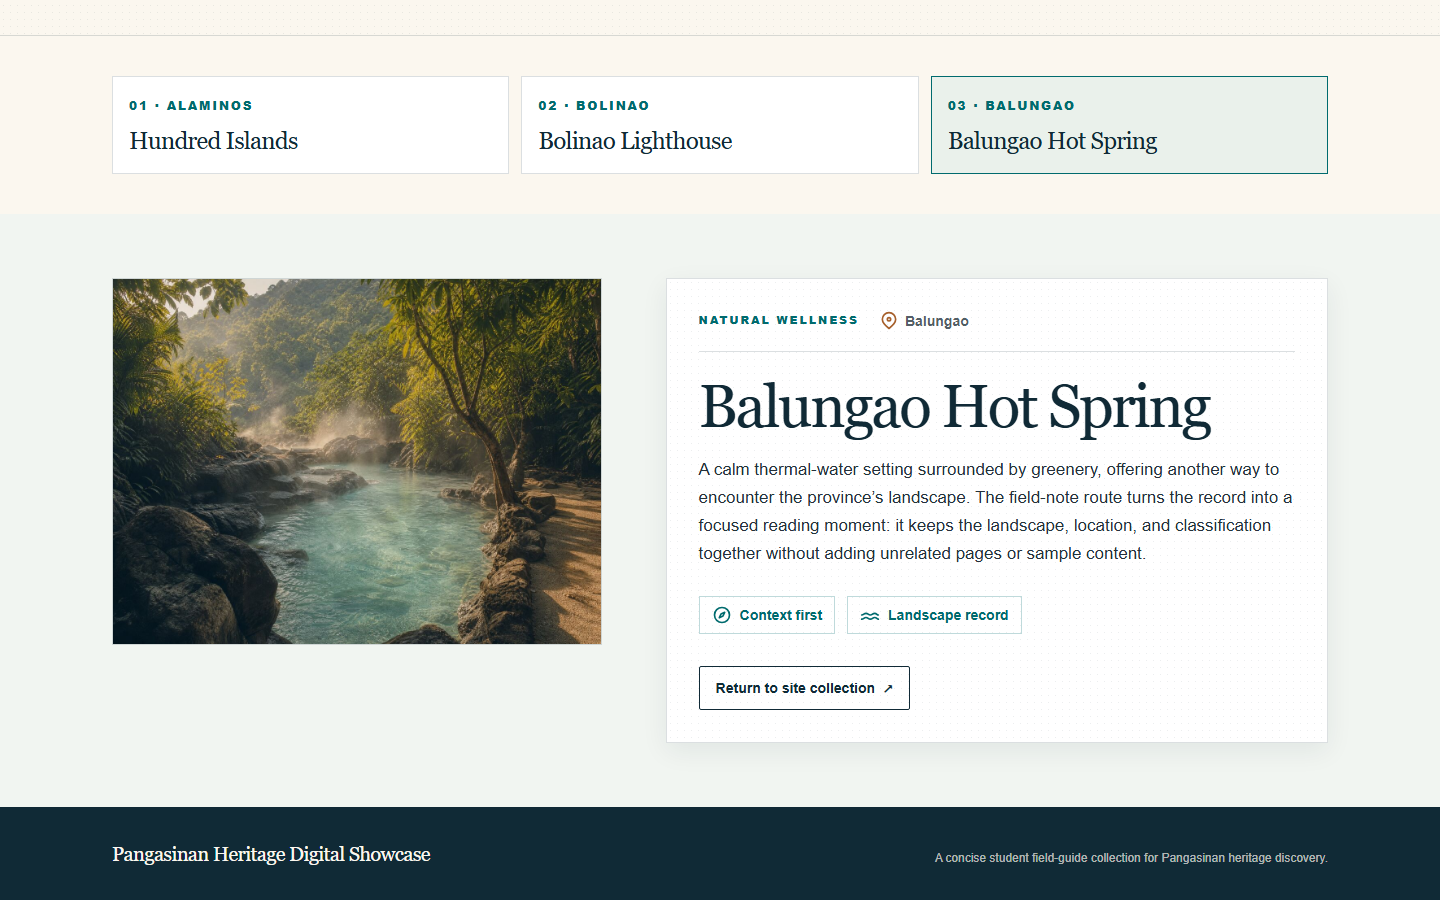 01 · ALAMINOS
Hundred Islands
02 · BOLINAO
Bolinao Lighthouse
03 · BALUNGAO
Balungao Hot Spring
NATURAL WELLNESS
Balungao
Balungao Hot Spring
A calm thermal-water setting surrounded by greenery, offering another way to
encounter the province’s landscape. The field-note route turns the record into a
focused reading moment: it keeps the landscape, location, and classification
together without adding unrelated pages or sample content.
Context first
Landscape record
Return to site collection ↗
Pangasinan Heritage Digital Showcase
A concise student field-guide collection for Pangasinan heritage discovery.